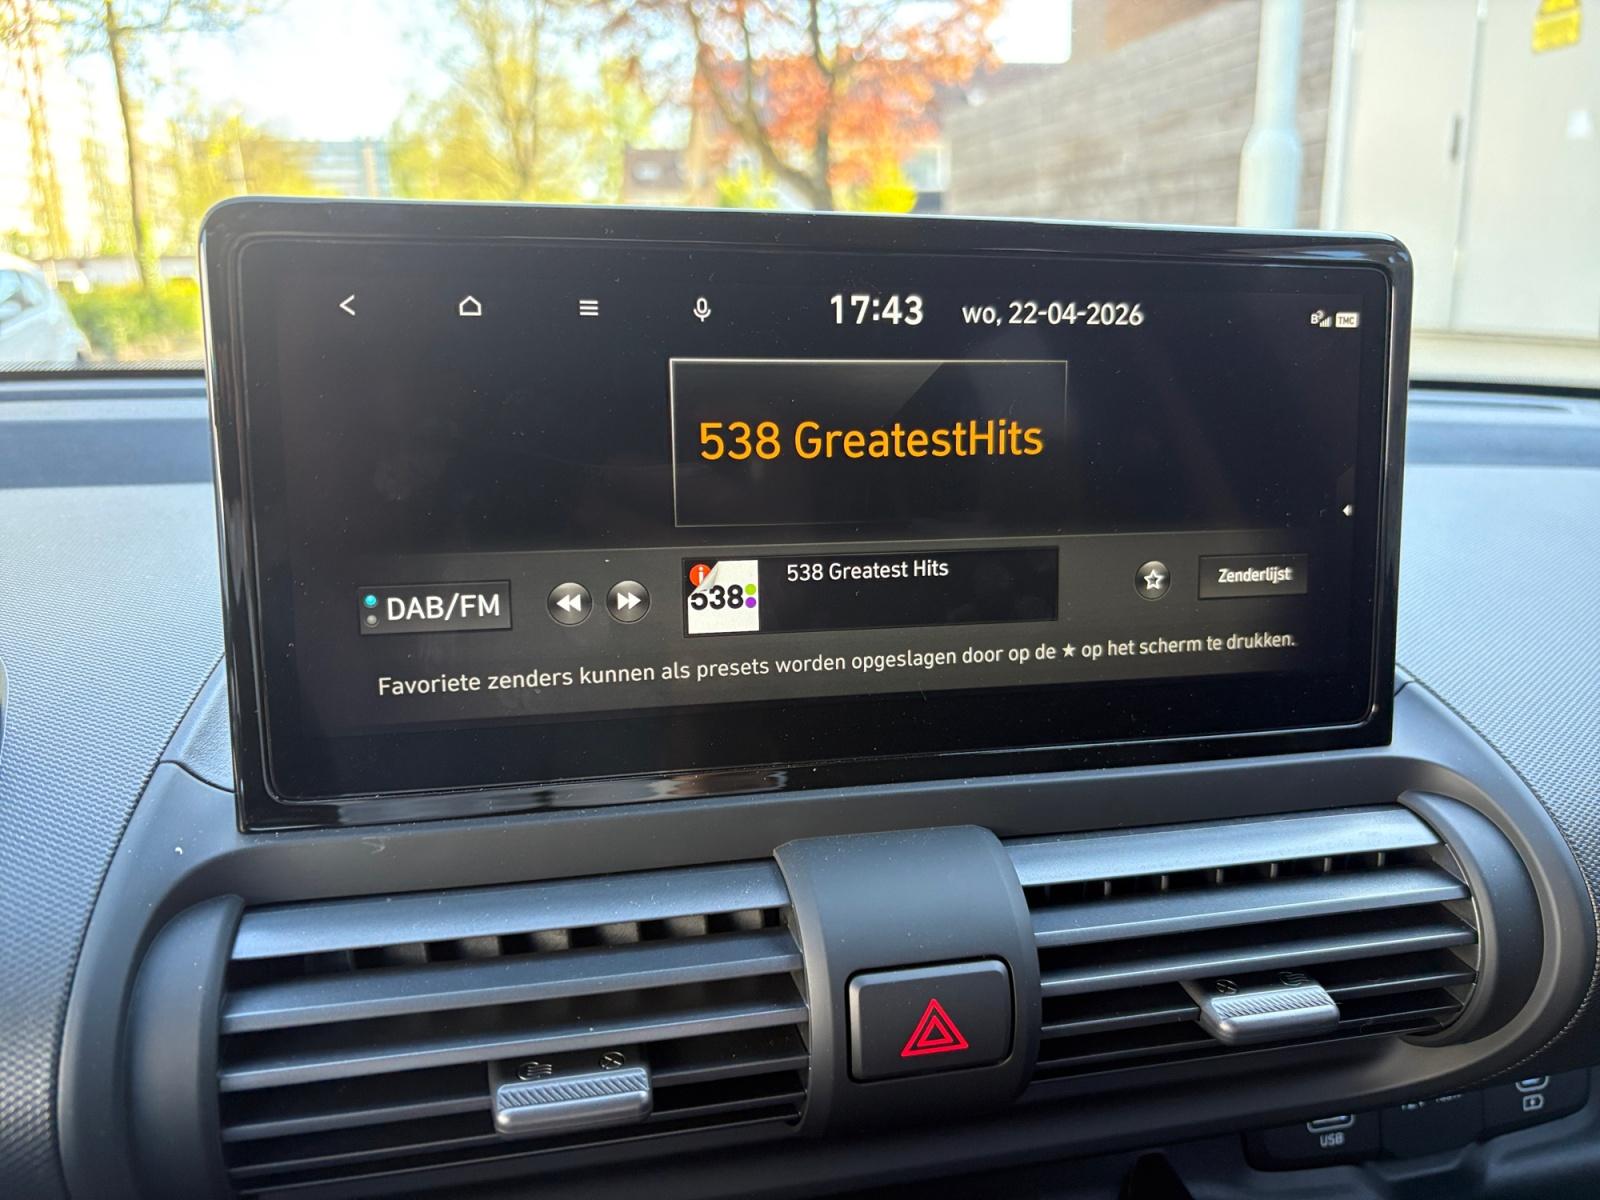 17:43 wo, 22-04-2026 TMC
538 GreatestHits
538 538 Greatest Hits
DAB/FM Zenderlijst
Favoriete zenders kunnen als presets worden opgeslagen door op de ★ op het scherm te drukken.
USB